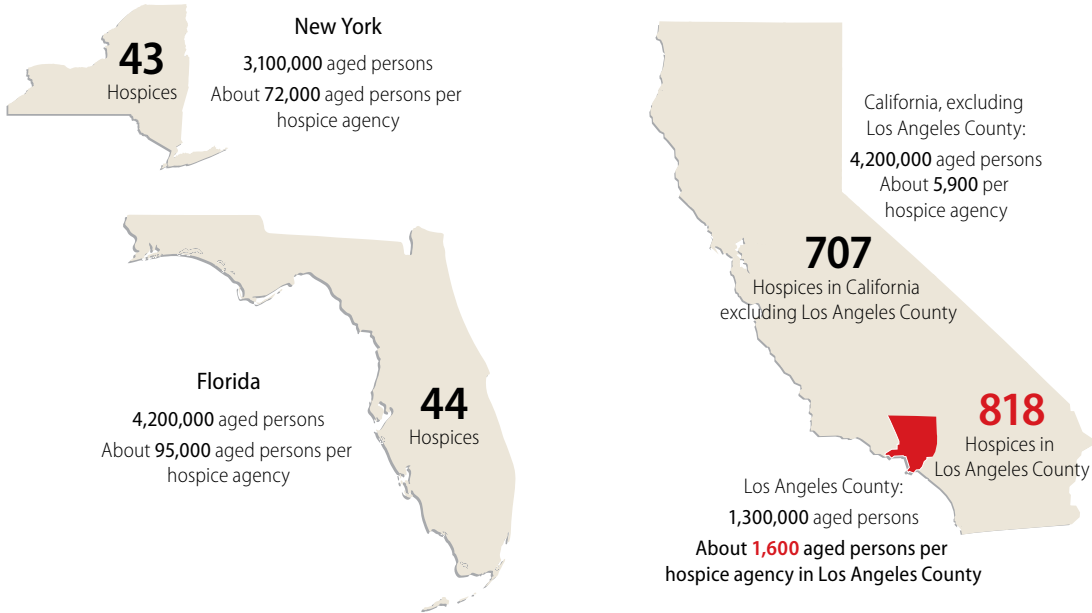 New York
43
Hospices
3,100,000 aged persons
About 72,000 aged persons per
hospice agency
Florida
4,200,000 aged persons
About 95,000 aged persons per
hospice agency
44
Hospices
California, excluding
Los Angeles County:
4,200,000 aged persons
About 5,900 per
hospice agency
707
Hospices in California
excluding Los Angeles County
818
Hospices in
Los Angeles County
Los Angeles County:
1,300,000 aged persons
About 1,600 aged persons per
hospice agency in Los Angeles County